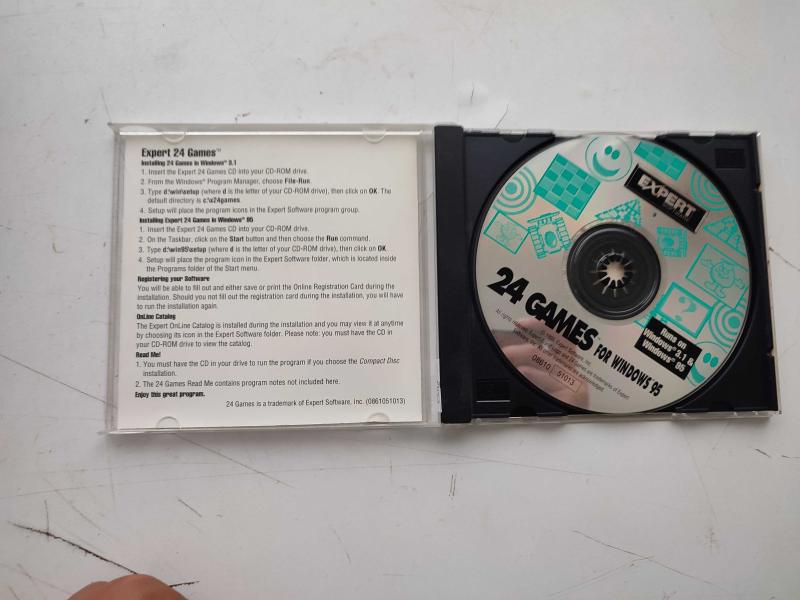 Expert 24 Games™
Installing 24 Games in Windows® 3.1
1. Insert the Expert 24 Games CD into your CD-ROM drive.
2. From the Windows® Program Manager, choose File-Run.
3. Type d:\win\setup (where d is the letter of your CD-ROM drive), then click on OK. The
default directory is c:\x24games.
4. Setup will place the program icons in the Expert Software program group.
Installing Expert 24 Games in Windows® 95
1. Insert the Expert 24 Games CD into your CD-ROM drive.
2. On the Taskbar, click on the Start button and then choose the Run command.
3. Type d:\win95\setup (where d is the letter of your CD-ROM drive), then click on OK.
4. Setup will place the program icon in the Expert Software folder, which is located inside
the Programs folder of the Start menu.
Registering your Software
You will be able to fill out and either save or print the Online Registration Card during the
installation. Should you not fill out the registration card during the installation, you will have
to run the installation again.
OnLine Catalog
The Expert OnLine Catalog is installed during the installation and you may view it at anytime
by choosing its icon in the Expert Software folder. Please note: you must have the CD in
your CD-ROM drive to view the catalog.
Read Me!
1. You must have the CD in your drive to run the program if you choose the Compact Disc
installation.
2. The 24 Games Read Me contains program notes not included here.
Enjoy this great program.
24 Games is a trademark of Expert Software, Inc. (0861051013)
EXPERT
24 GAMES FOR WINDOWS 95
Runs on
Windows® 3.1 &
Windows® 95
08610 51013